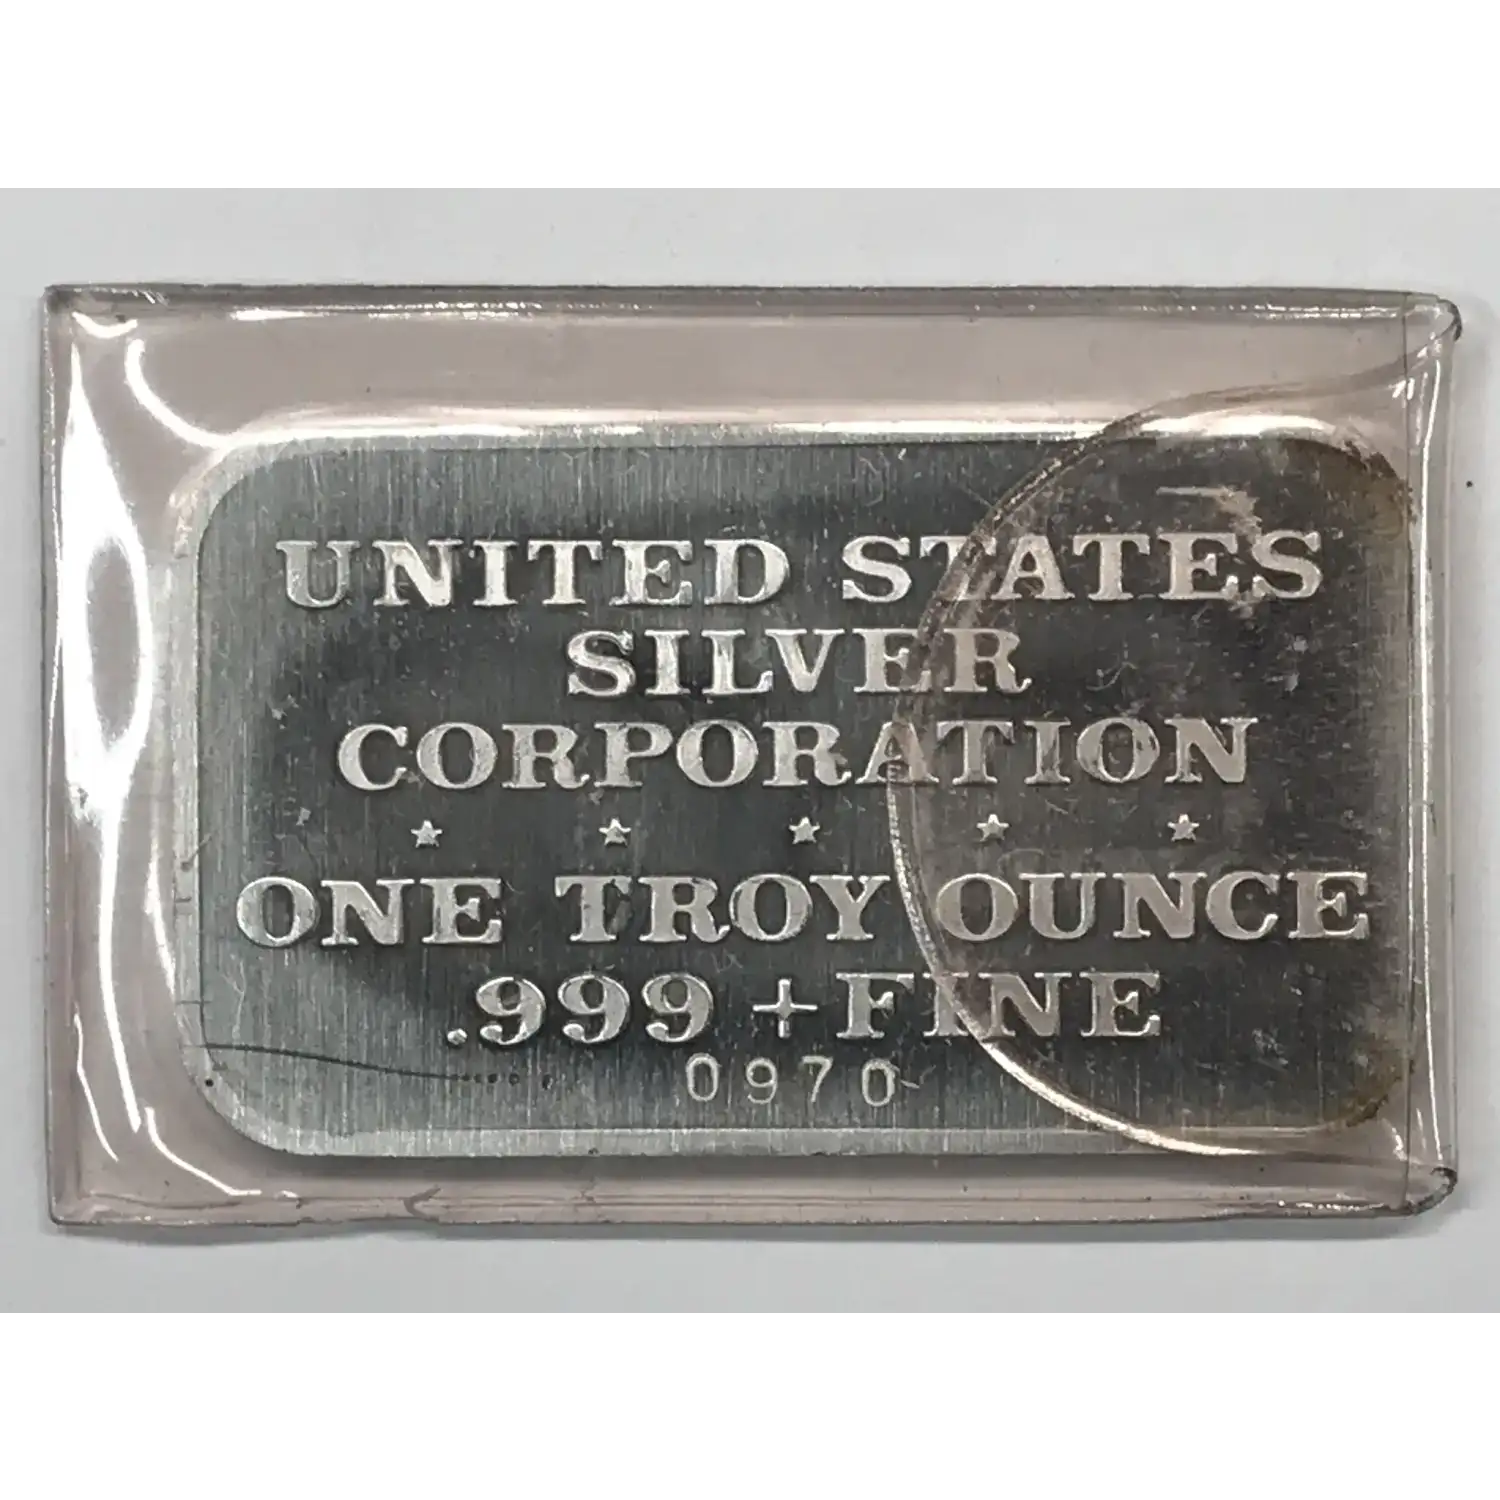 UNITED STATES
SILVER
CORPORATION
★ ★ ★ ★ ★
ONE TROY OUNCE
.999 + FINE
0970